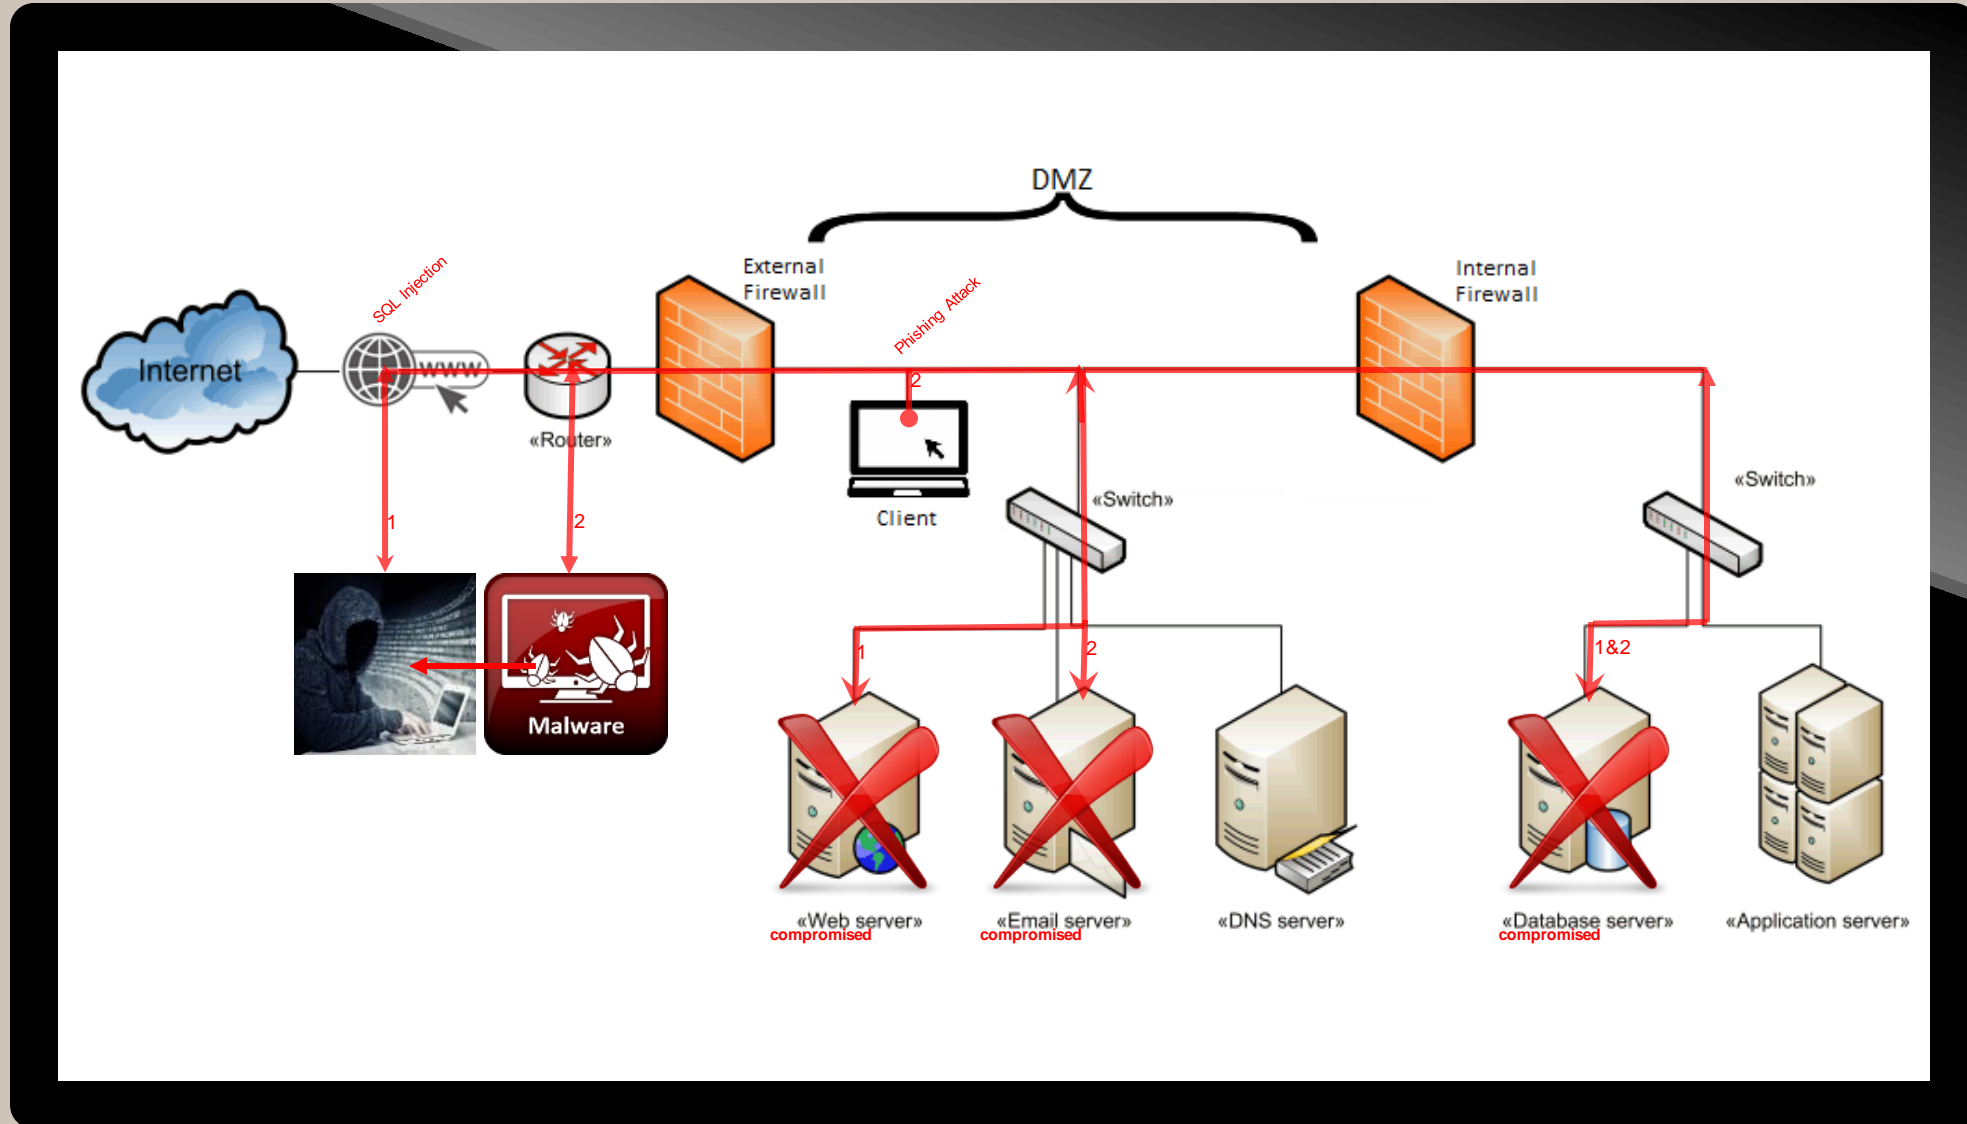 DMZ
External
Firewall
Internal
Firewall
SQL Injection
Phishing Attack
Internet
www
2
«Router»
Client
«Switch»
«Switch»
1
2
1
2
1&2
Malware
«Web server»
compromised
«Email server»
compromised
«DNS server»
«Database server»
compromised
«Application server»